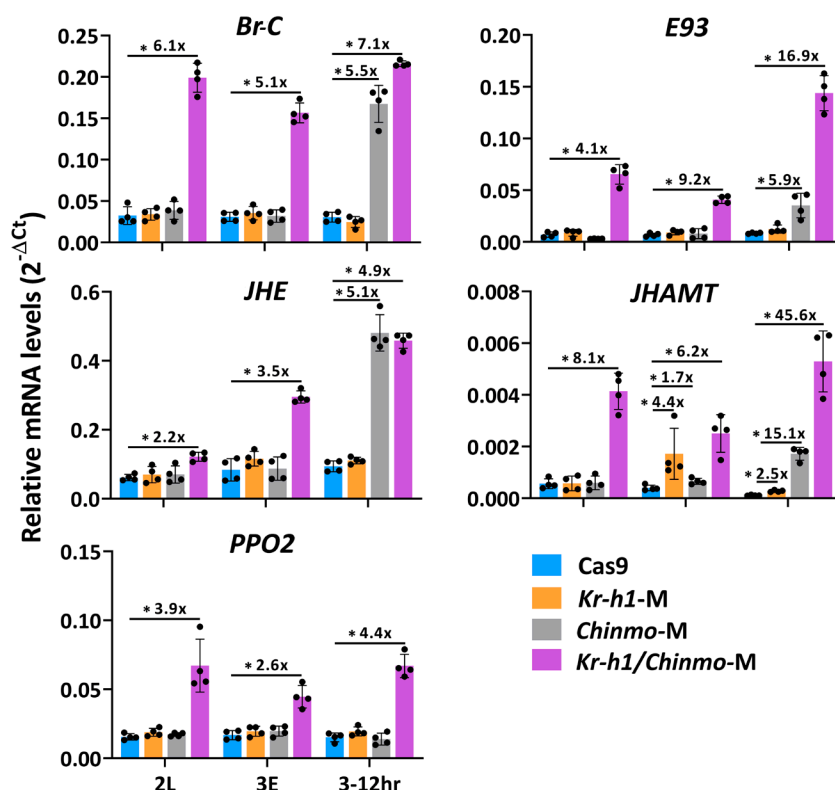 Relative mRNA levels (2^-ΔCt)
Br-C
0.25
0.20
0.15
0.10
0.05
0.00
* 6.1x
* 5.1x
* 7.1x
* 5.5x
E93
0.20
0.15
0.10
0.05
0.00
* 4.1x
* 9.2x
* 16.9x
* 5.9x
JHE
0.6
0.4
0.2
0.0
* 2.2x
* 3.5x
* 4.9x
* 5.1x
JHAMT
0.008
0.006
0.004
0.002
0.000
* 8.1x
* 6.2x
* 1.7x
* 4.4x
* 45.6x
* 15.1x
* 2.5x
PPO2
0.15
0.10
0.05
0.00
* 3.9x
* 2.6x
* 4.4x
2L 3E 3-12hr
Cas9
Kr-h1-M
Chinmo-M
Kr-h1/Chinmo-M